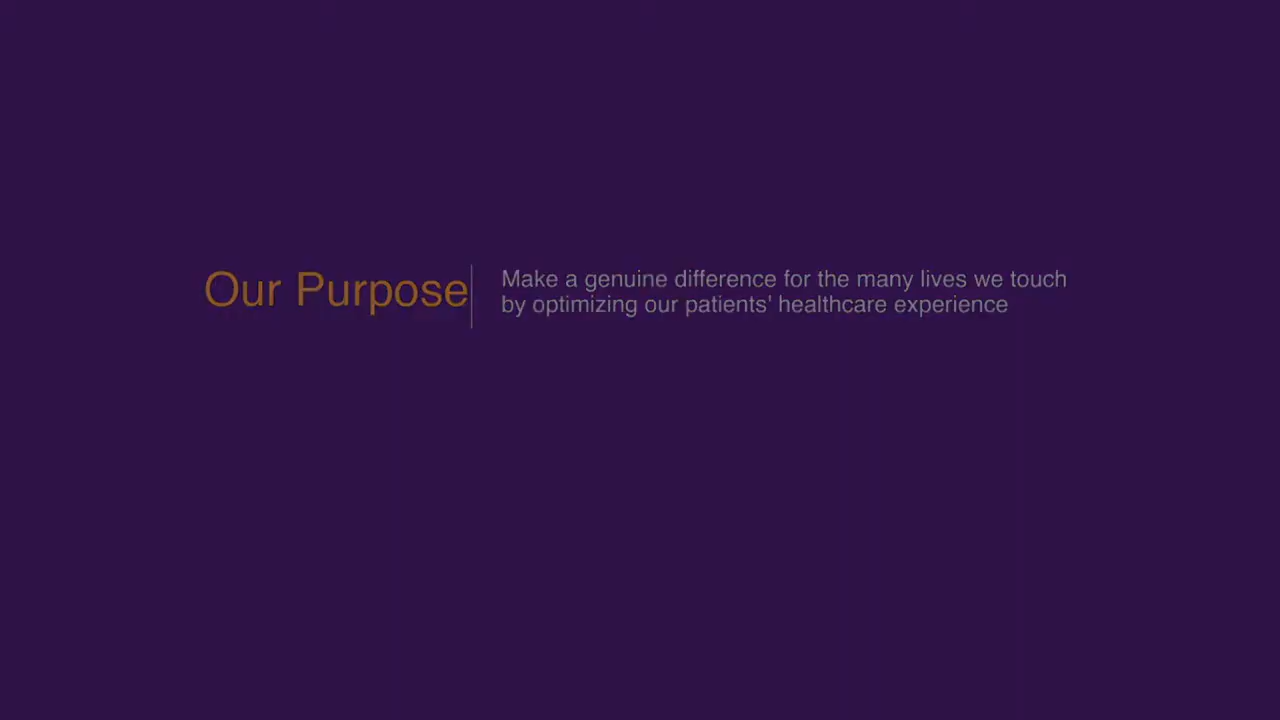 Our Purpose
Make a genuine difference for the many lives we touch
by optimizing our patients' healthcare experience